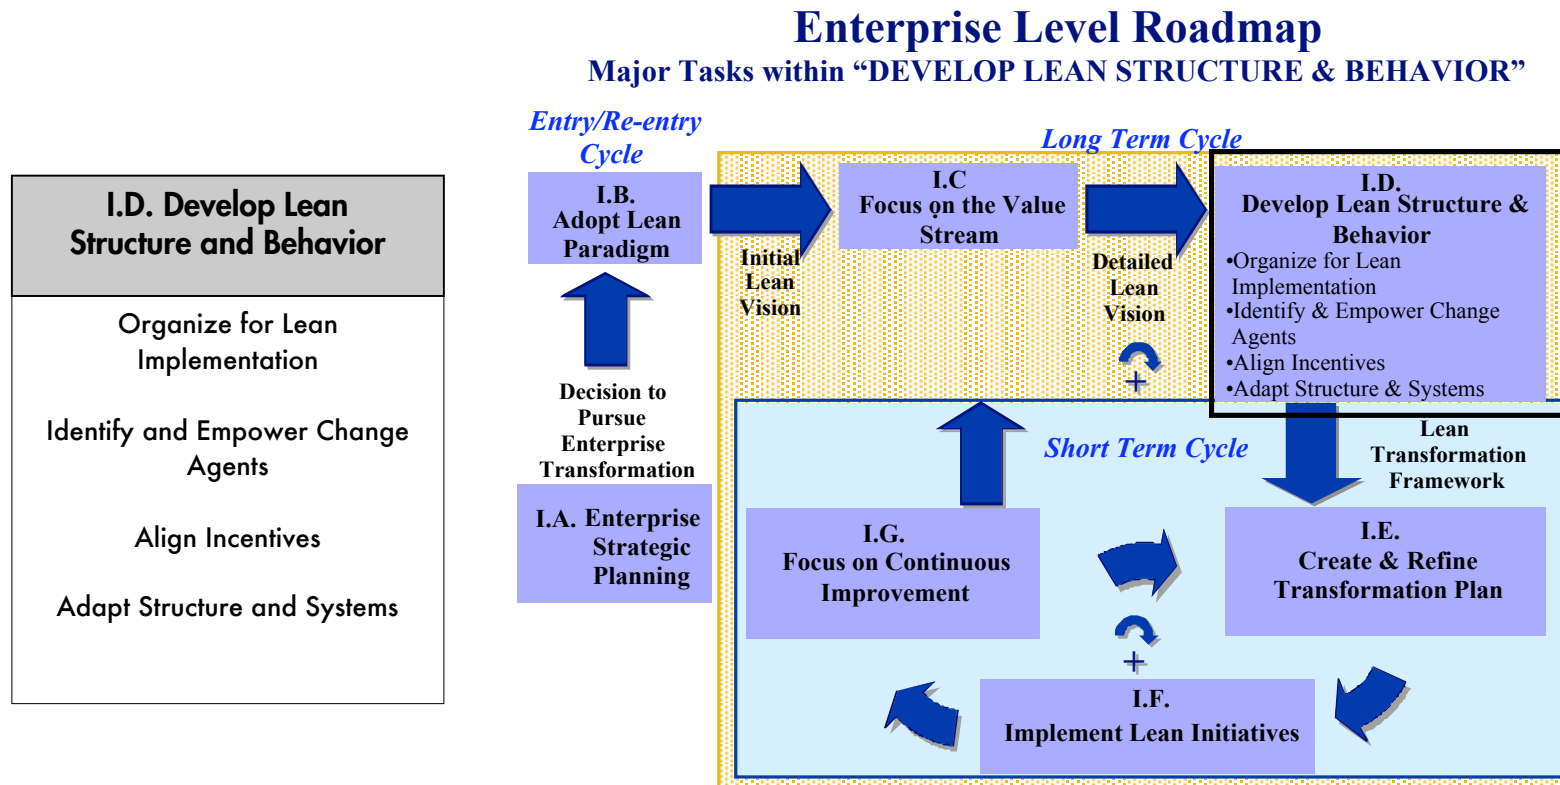 Enterprise Level Roadmap
Major Tasks within “DEVELOP LEAN STRUCTURE & BEHAVIOR”
I.D. Develop Lean
Structure and Behavior
Organize for Lean
Implementation
Identify and Empower Change
Agents
Align Incentives
Adapt Structure and Systems
Entry/Re-entry
Cycle
I.B.
Adopt Lean
Paradigm
Decision to
Pursue
Enterprise
Transformation
I.A. Enterprise
Strategic
Planning
Long Term Cycle
Initial
Lean
Vision
I.C
Focus on the Value
Stream
Detailed
Lean
Vision
+
I.D.
Develop Lean Structure &
Behavior
•Organize for Lean
Implementation
•Identify & Empower Change
Agents
•Align Incentives
•Adapt Structure & Systems
Short Term Cycle
Lean
Transformation
Framework
I.G.
Focus on Continuous
Improvement
I.E.
Create & Refine
Transformation Plan
+
I.F.
Implement Lean Initiatives